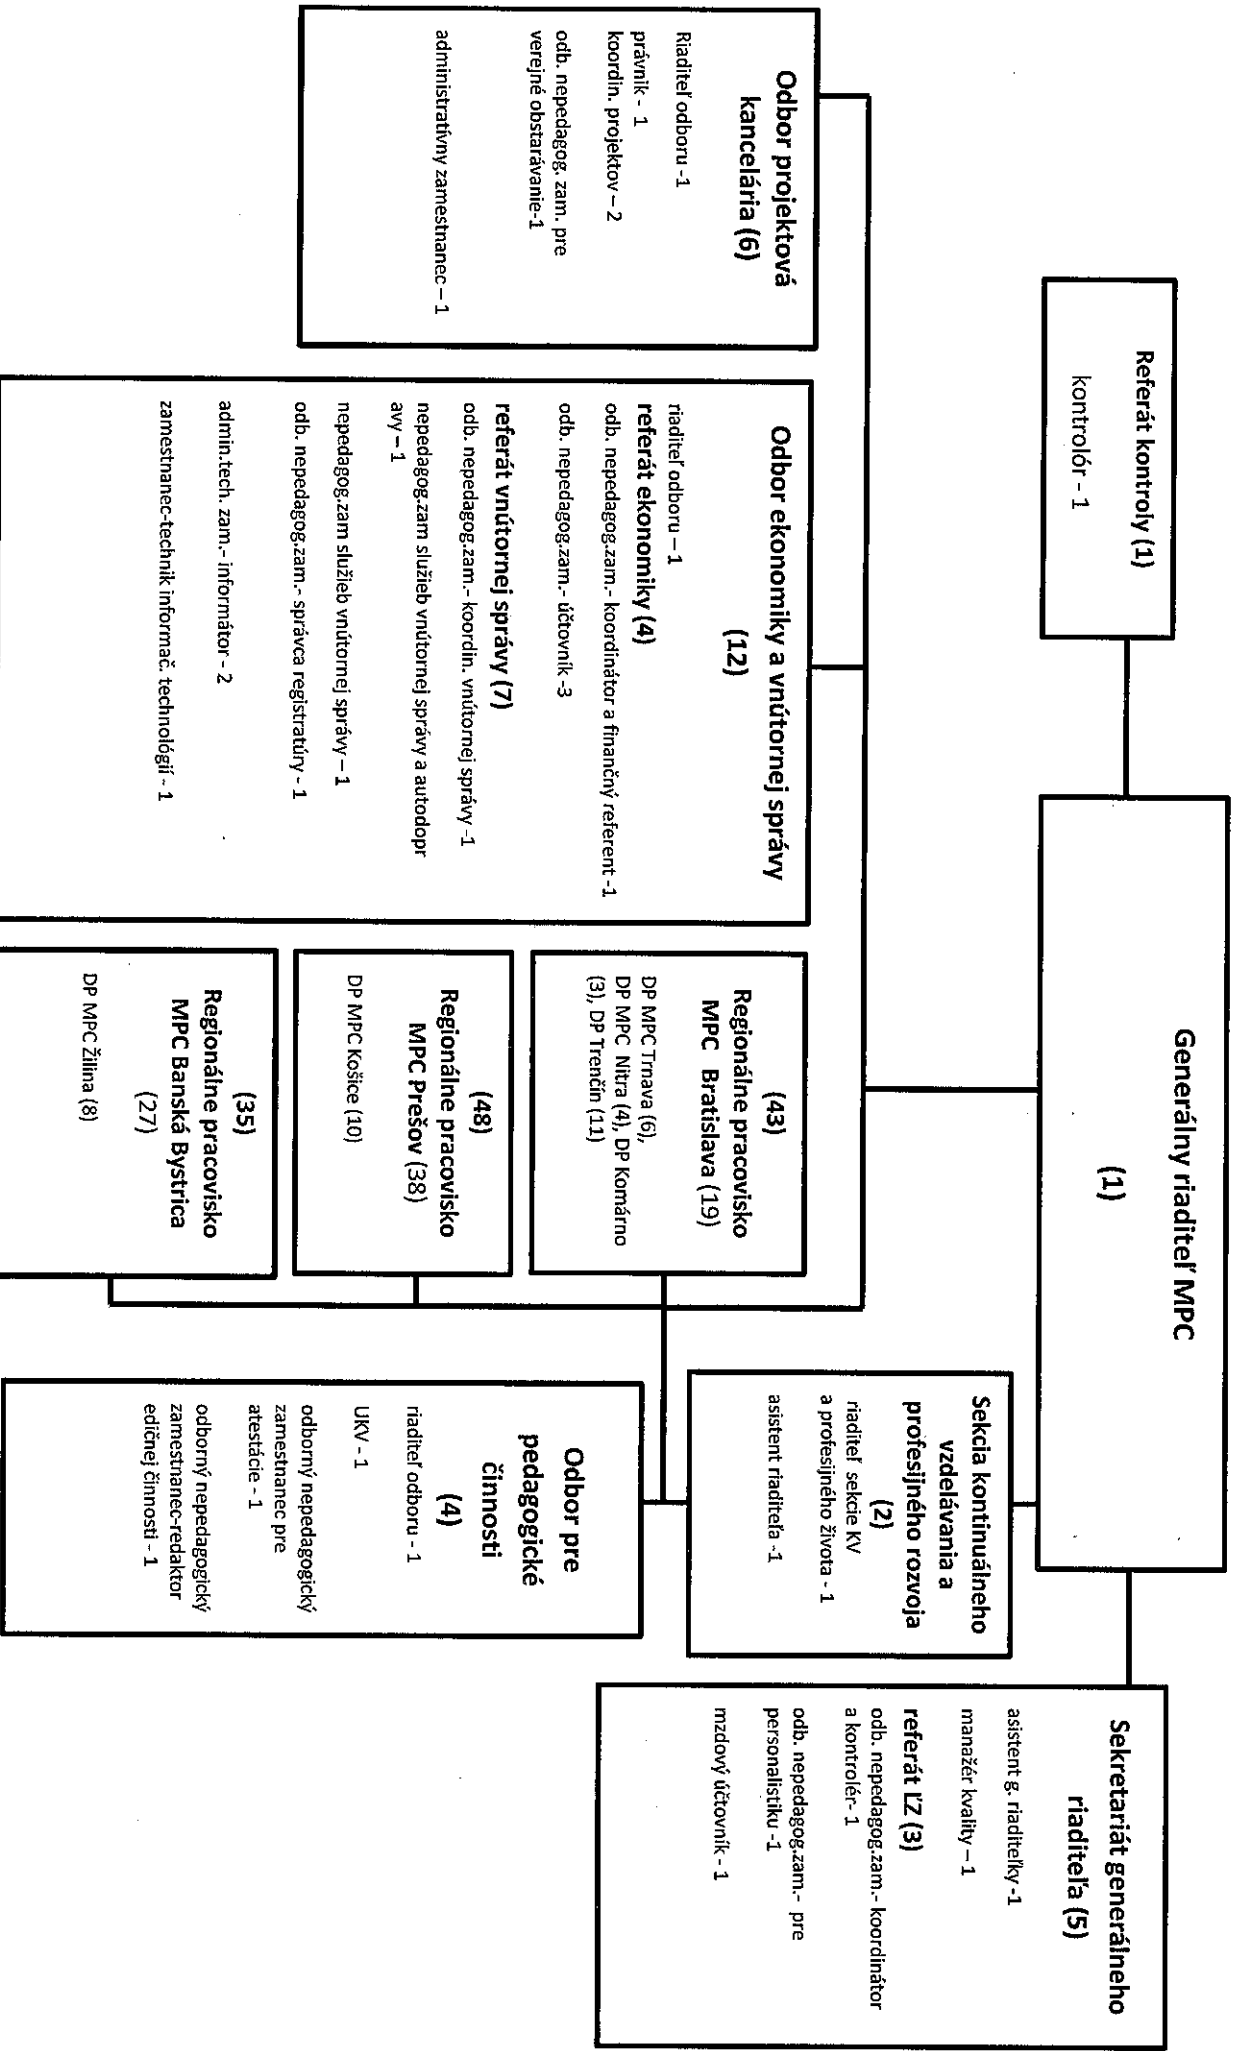 Generálny riaditeľ MPC
(1)
Referát kontroly (1)
kontrolór - 1
Sekretariát generálneho
riaditeľa (5)
asistent g. riaditeľky -1
manažér kvality – 1
referát ĽZ (3)
odb. nepedagog.zam.- koordinátor
a kontrolér- 1
odb. nepedagog.zam.- pre
personalistiku -1
mzdový účtovník - 1
Sekcia kontinuálneho
vzdelávania a
profesijného rozvoja
(2)
riaditeľ sekcie KV
a profesijného života - 1
asistent riaditeľa -1
Odbor projektová
kancelária (6)
Riaditeľ odboru -1
právnik - 1
koordin. projektov – 2
odb. nepedagog. zam. pre
verejné obstarávanie-1
administratívny zamestnanec – 1
Odbor ekonomiky a vnútornej správy
(12)
riaditeľ odboru – 1
referát ekonomiky (4)
odb. nepedagog.zam.- koordinátor a finančný referent -1
odb. nepedagog.zam.- účtovník -3
referát vnútornej správy (7)
odb. nepedagog.zam.- koordin. vnútornej správy -1
nepedagog.zam služieb vnútornej správy a autodopr
avy – 1
nepedagog.zam služieb vnútornej správy – 1
odb. nepedagog.zam.- správca registratúry - 1
admin.tech. zam.- informátor - 2
zamestnanec-technik informač. technológií - 1
(43)
Regionálne pracovisko
MPC Bratislava (19)
DP MPC Trnava (6),
DP MPC Nitra (4), DP Komárno
(3), DP Trenčín (11)
(48)
Regionálne pracovisko
MPC Prešov (38)
DP MPC Košice (10)
(35)
Regionálne pracovisko
MPC Banská Bystrica
(27)
DP MPC Žilina (8)
Odbor pre
pedagogické
činnosti
(4)
riaditeľ odboru - 1
UKV - 1
odborný nepedagogický
zamestnanec pre
atestácie - 1
odborný nepedagogický
zamestnanec-redaktor
edičnej činnosti - 1